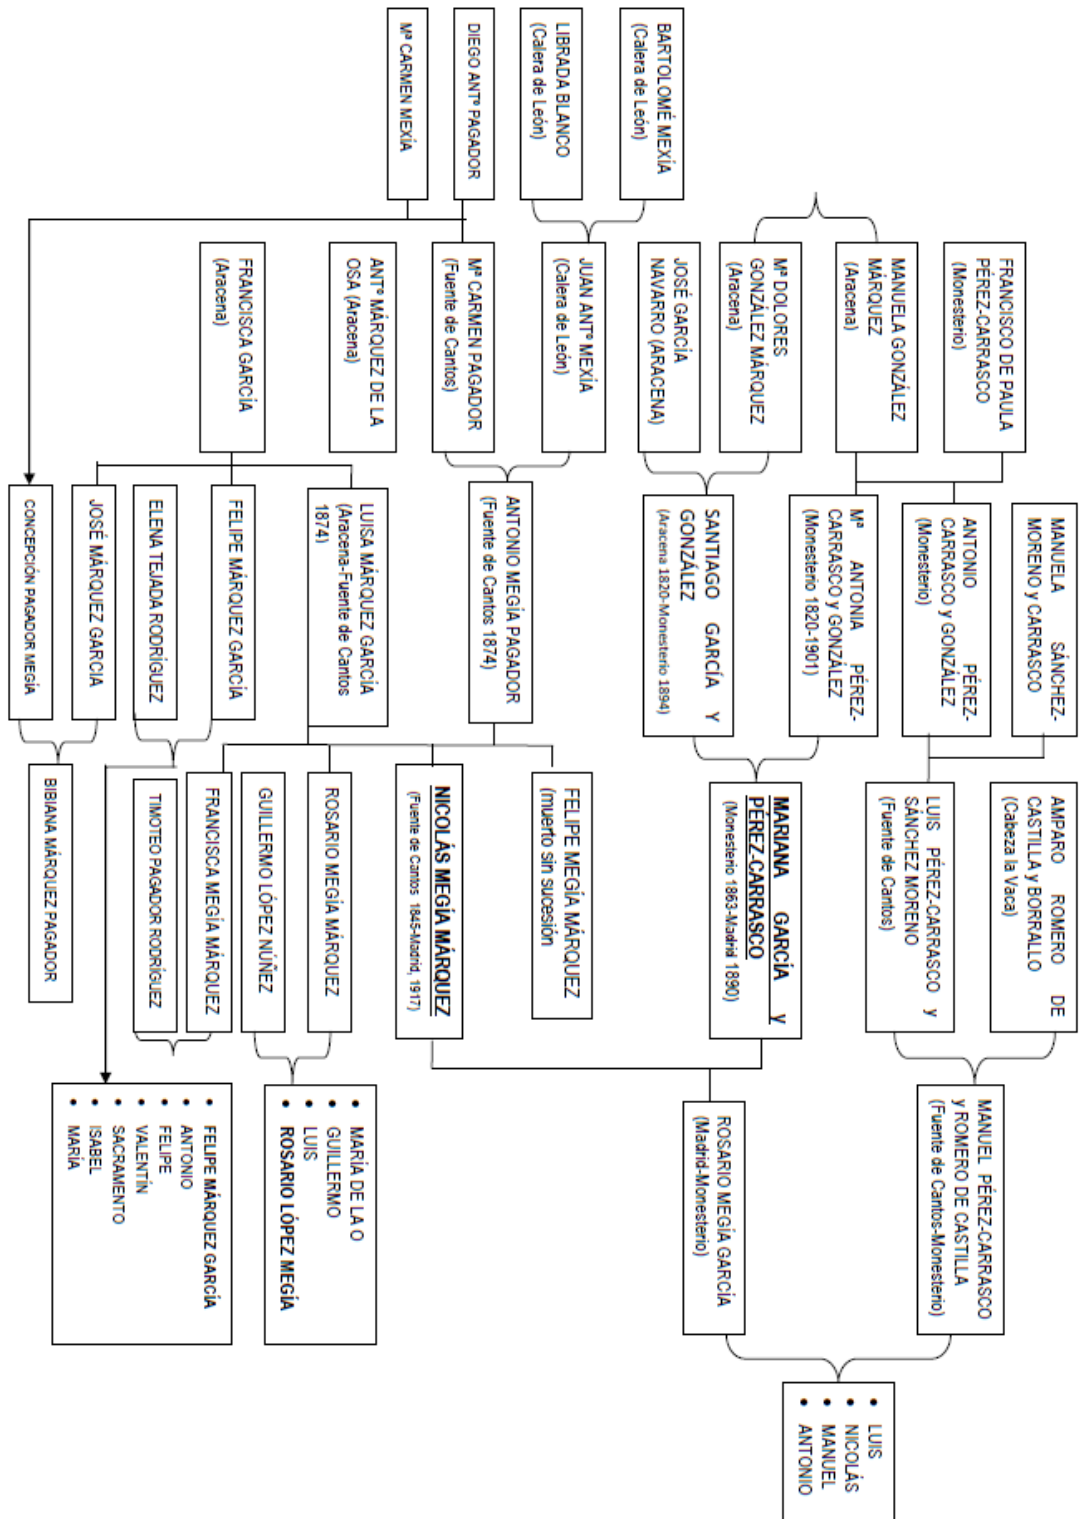 BARTOLOMÉ MEXÍA
(Calera de León)
LIBRADA BLANCO
(Calera de León)
DIEGO ANTº PAGADOR
Mª CARMEN MEXÍA
FRANCISCO DE PAULA
PÉREZ-CARRASCO
(Monesterio)
MANUELA GONZÁLEZ
MÁRQUEZ
(Aracena)
Mª DOLORES
GONZÁLEZ MÁRQUEZ
(Aracena)
JOSÉ GARCÍA
NAVARRO (ARACENA)
JUAN ANTº MEXÍA
(Calera de León)
Mª CARMEN PAGADOR
(Fuente de Cantos)
ANTº MÁRQUEZ DE LA
OSA (Aracena)
FRANCISCA GARCÍA
(Aracena)
MANUELA SÁNCHEZ-
MORENO y CARRASCO
ANTONIO PÉREZ-
CARRASCO y GONZÁLEZ
(Monesterio)
Mª ANTONIA PÉREZ-
CARRASCO y GONZÁLEZ
(Monesterio 1820-1901)
SANTIAGO GARCÍA Y
GONZÁLEZ
(Aracena 1820-Monesterio 1894)
ANTONIO MEGÍA PAGADOR
(Fuente de Cantos 1874)
LUISA MÁRQUEZ GARCÍA
(Aracena-Fuente de Cantos
1874)
FELIPE MÁRQUEZ GARCÍA
ELENA TEJADA RODRÍGUEZ
JOSÉ MÁRQUEZ GARCIA
CONCEPCIÓN PAGADOR MEGÍA
AMPARO ROMERO DE
CASTILLA y BORRALLO
(Cabeza la Vaca)
LUIS PÉREZ-CARRASCO y
SÁNCHEZ MORENO
(Fuente de Cantos)
MARIANA GARCÍA y
PÉREZ-CARRASCO
(Monesterio 1863-Madrid 1890)
FELIPE MEGÍA MÁRQUEZ
(muerto sin sucesión)
NICOLÁS MEGÍA MÁRQUEZ
(Fuente de Cantos 1845-Madrid, 1917)
ROSARIO MEGÍA MÁRQUEZ
GUILLERMO LÓPEZ NÚÑEZ
FRANCISCA MEGÍA MÁRQUEZ
TIMOTEO PAGADOR RODRÍGUEZ
BIBIANA MÁRQUEZ PAGADOR
MANUEL PÉREZ-CARRASCO
y ROMERO DE CASTILLA
(Fuente de Cantos-Monesterio)
ROSARIO MEGÍA GARCÍA
(Madrid-Monesterio)
• MARÍA DE LA O
• GUILLERMO
• LUIS
• ROSARIO LÓPEZ MEGÍA
• FELIPE MÁRQUEZ GARCÍA
• ANTONIO
• FELIPE
• VALENTÍN
• SACRAMENTO
• ISABEL
• MARÍA
• LUIS
• NICOLÁS
• MANUEL
• ANTONIO